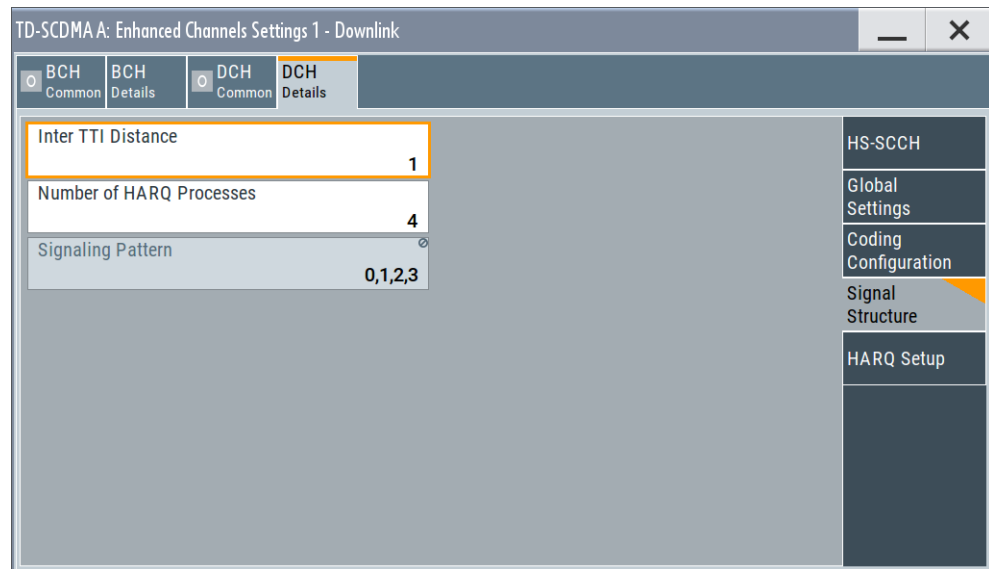 TD-SCDMA A: Enhanced Channels Settings 1 - Downlink
BCH
Common
BCH
Details
DCH
Common
DCH
Details
Inter TTI Distance
1
Number of HARQ Processes
4
Signaling Pattern
0,1,2,3
HS-SCCH
Global
Settings
Coding
Configuration
Signal
Structure
HARQ Setup